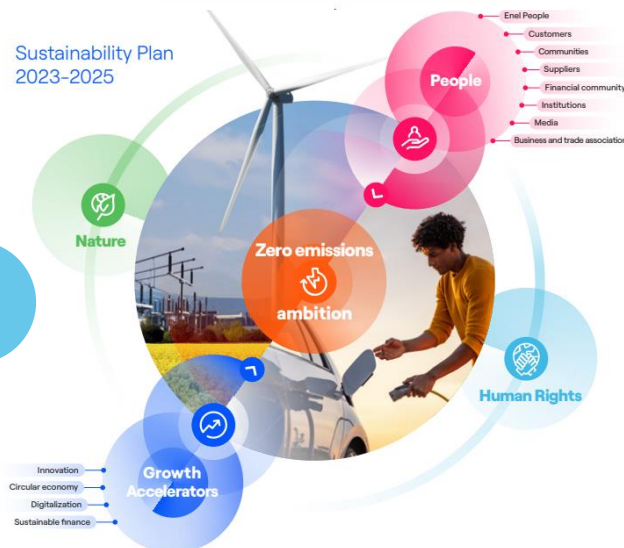 Sustainability Plan
2023-2025
Enel People
Customers
Communities
Suppliers
Financial community
Institutions
Media
Business and trade association
People
Nature
Zero emissions
ambition
Human Rights
Growth
Accelerators
Innovation
Circular economy
Digitalization
Sustainable finance